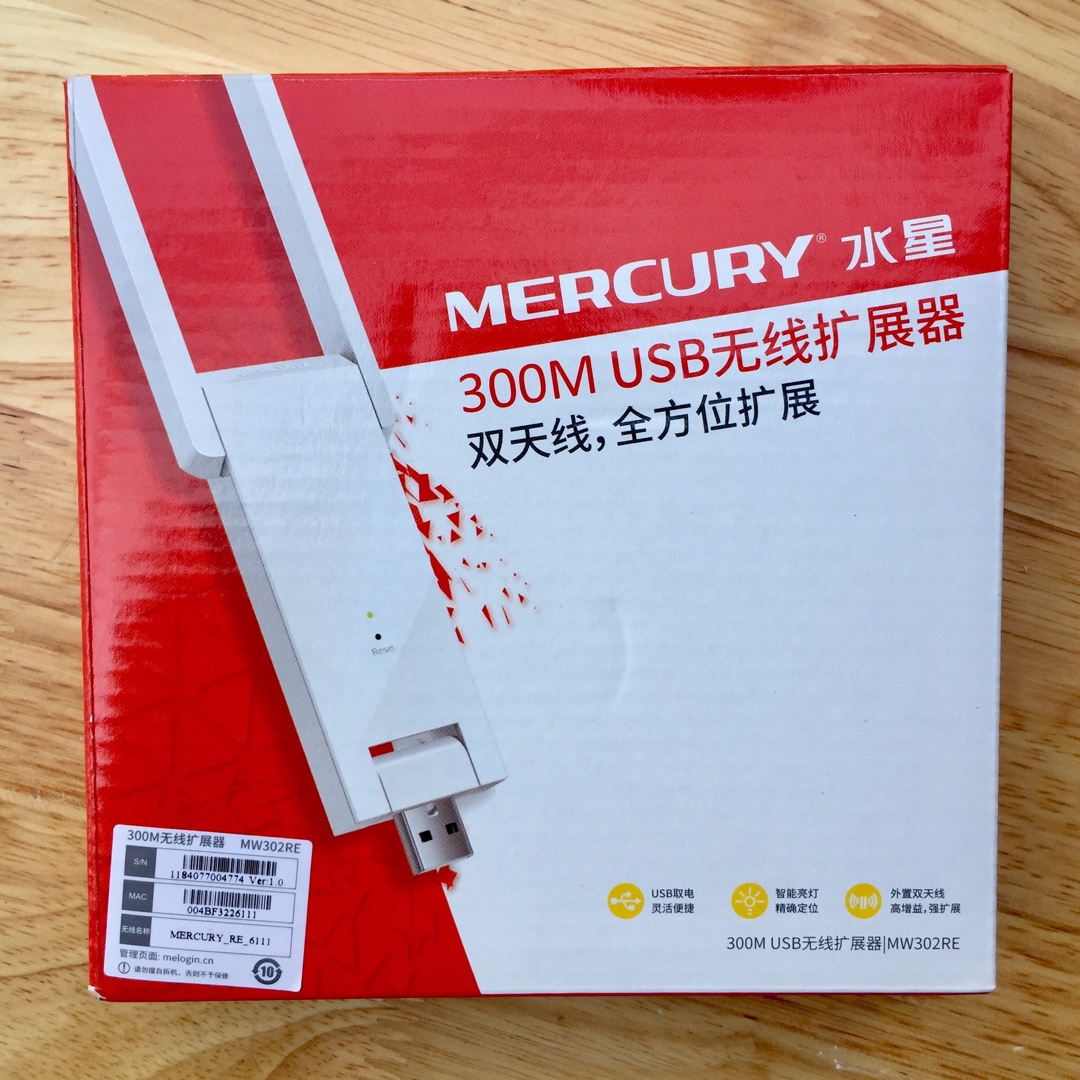 MERCURY® 水星
300M USB无线扩展器
双天线，全方位扩展
Reset
USB取电
灵活便捷
智能亮灯
精确定位
外置双天线
高增益，强扩展
300M USB无线扩展器|MW302RE
300M无线扩展器 MW302RE
S/N
1184077004774 Ver:1.0
MAC
004BF3226111
无线名称
MERCURY_RE_6111
管理页面: melogin.cn
请勿擅自拆机，否则不予保修
10